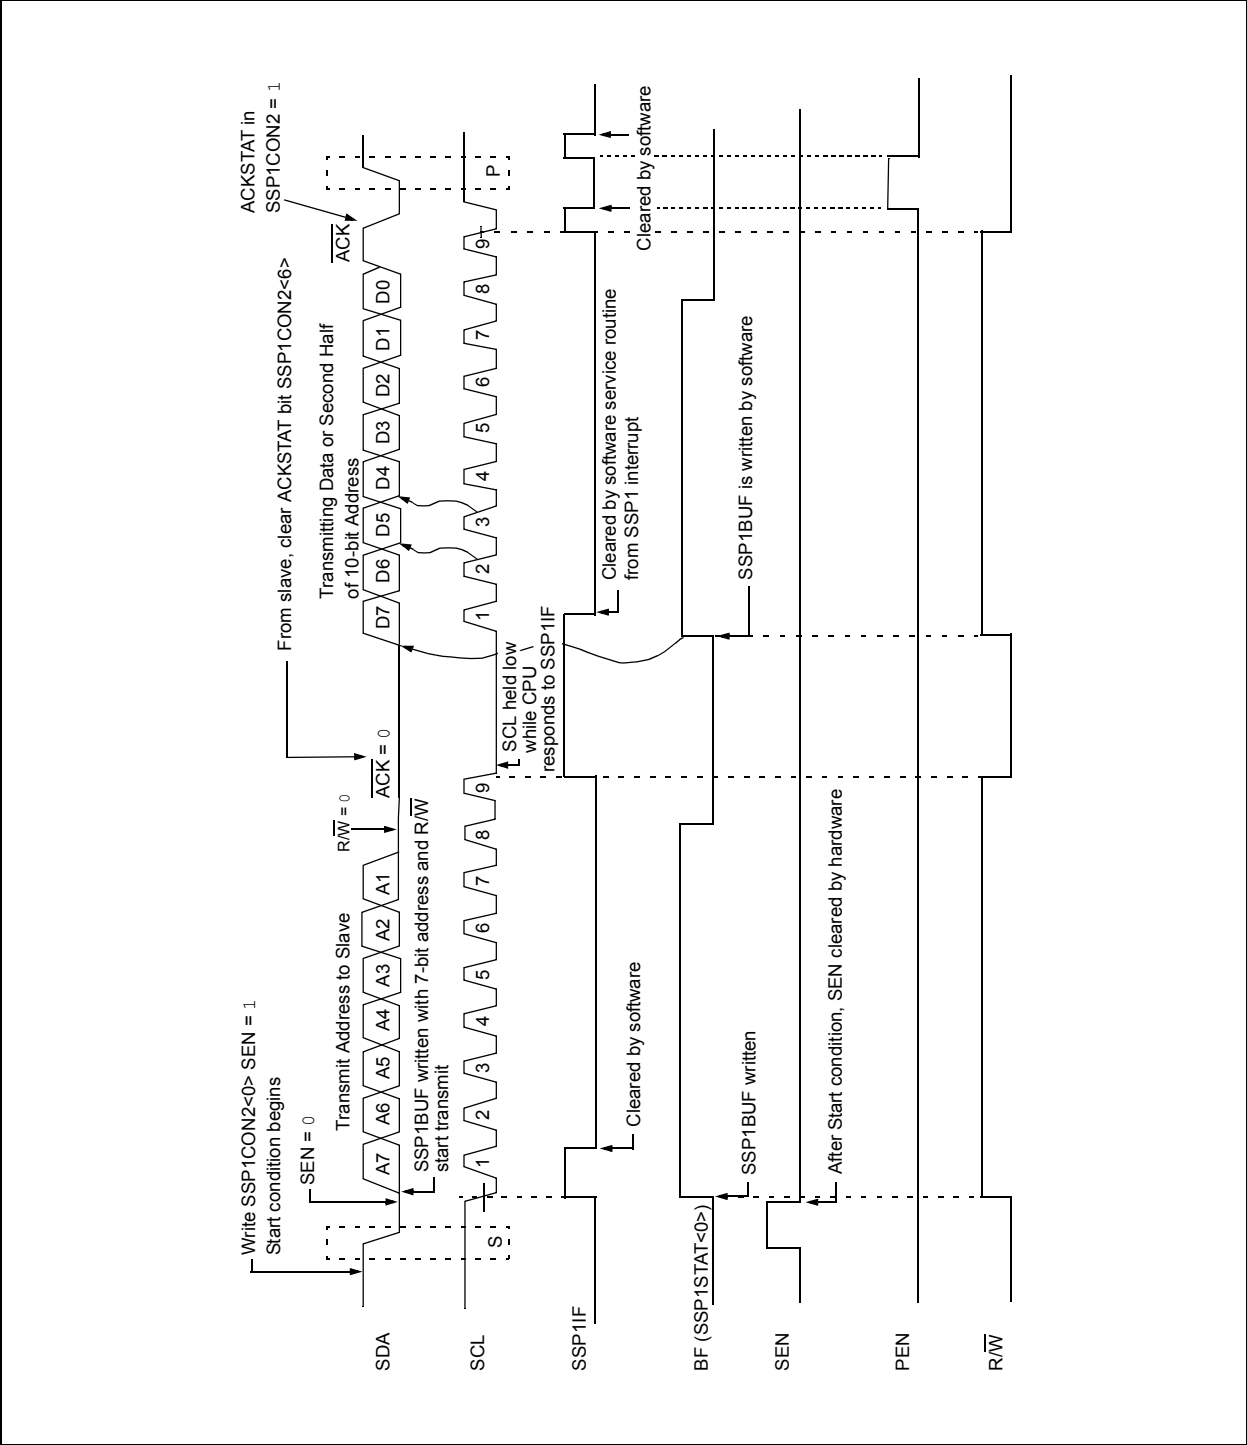 Write SSP1CON2<0> SEN = 1
Start condition begins
From slave, clear ACKSTAT bit SSP1CON2<6>
ACKSTAT in
SSP1CON2 = 1
SEN = 0
Transmit Address to Slave
R/W = 0
ACK = 0
Transmitting Data or Second Half
of 10-bit Address
ACK
SDA
A7 A6 A5 A4 A3 A2 A1
D7 D6 D5 D4 D3 D2 D1 D0
SSP1BUF written with 7-bit address and R/W
start transmit
SCL
S
1 2 3 4 5 6 7 8 9
1 2 3 4 5 6 7 8 9
P
SCL held low
while CPU
responds to SSP1IF
SSP1IF
Cleared by software
Cleared by software service routine
from SSP1 interrupt
Cleared by software
BF (SSP1STAT<0>)
SSP1BUF written
SSP1BUF is written by software
SEN
After Start condition, SEN cleared by hardware
PEN
R/W